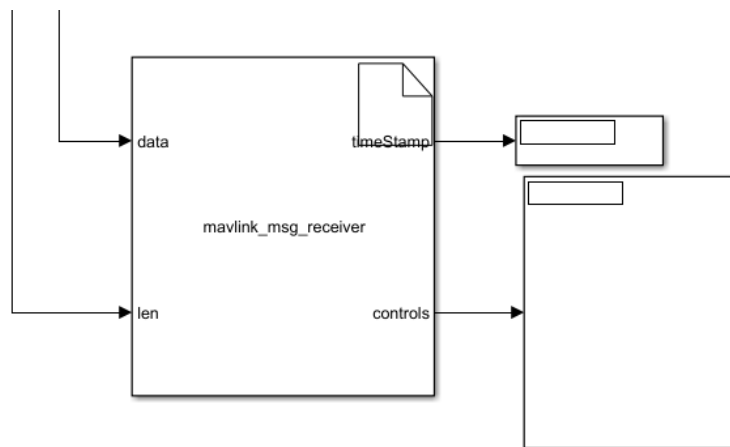 data
timeStamp
mavlink_msg_receiver
len
controls